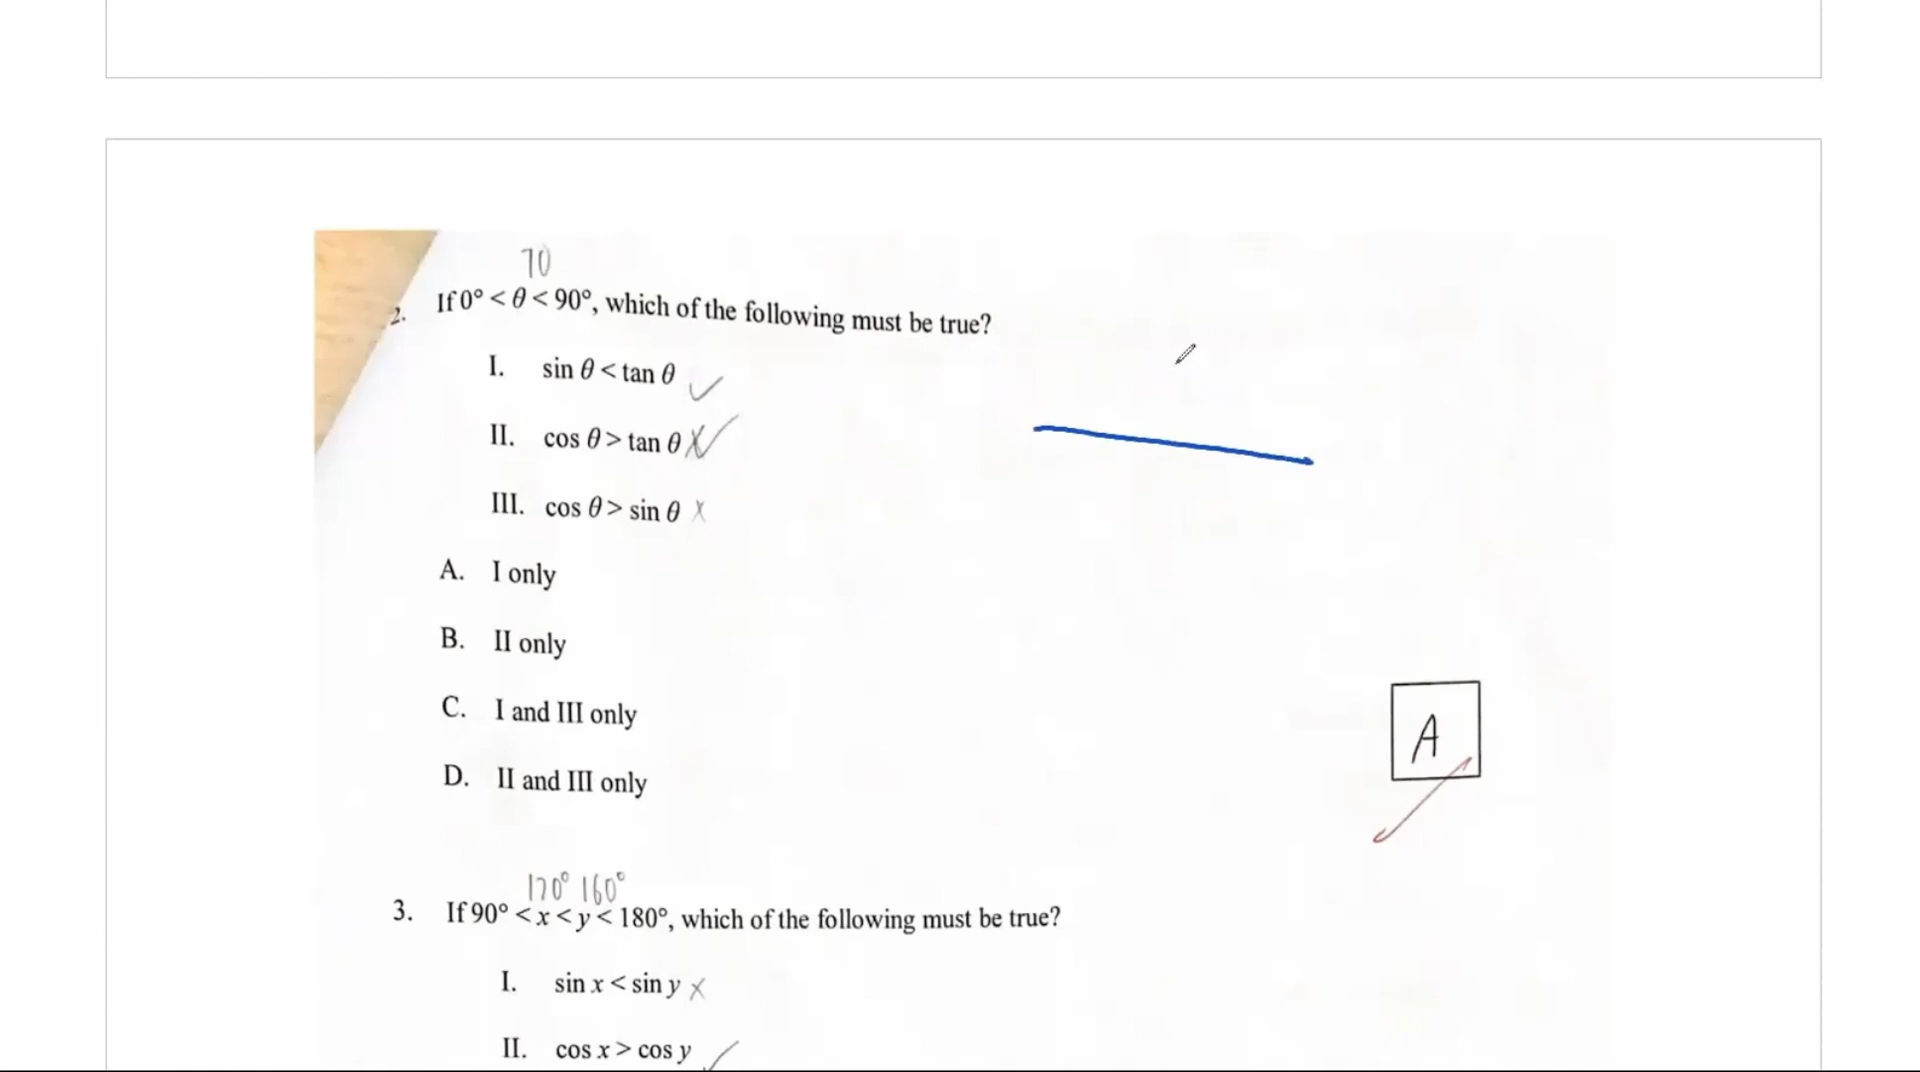 70
2. If 0° < θ < 90°, which of the following must be true?
I. sin θ < tan θ
II. cos θ > tan θ
III. cos θ > sin θ
A. I only
B. II only
C. I and III only
D. II and III only
A
170° 160°
3. If 90° < x < y < 180°, which of the following must be true?
I. sin x < sin y
II. cos x > cos y